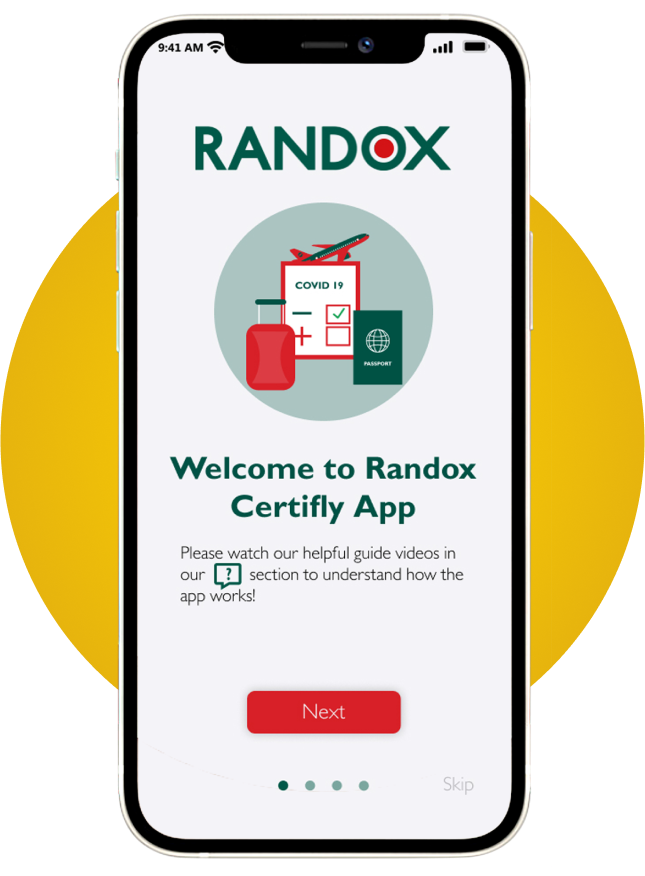 9:41 AM
RANDOX
COVID 19
PASSPORT
Welcome to Randox
Certifly App
Please watch our helpful guide videos in
our ? section to understand how the
app works!
Next
Skip